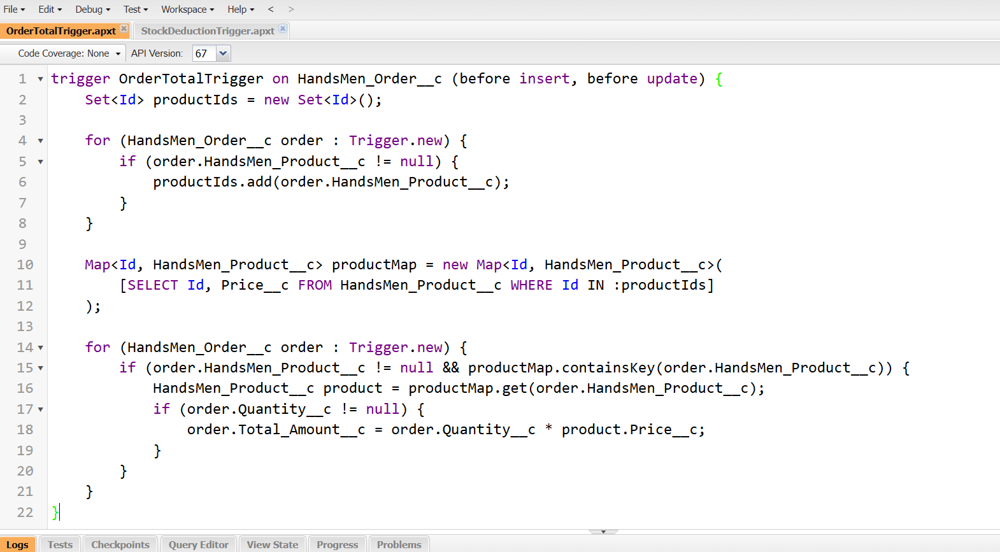 File Edit Debug Test Workspace Help < >
OrderTotalTrigger.apxt StockDeductionTrigger.apxt
Code Coverage: None API Version: 67
1 trigger OrderTotalTrigger on HandsMen_Order__c (before insert, before update) {
2     Set<Id> productIds = new Set<Id>();
3
4     for (HandsMen_Order__c order : Trigger.new) {
5         if (order.HandsMen_Product__c != null) {
6             productIds.add(order.HandsMen_Product__c);
7         }
8     }
9
10     Map<Id, HandsMen_Product__c> productMap = new Map<Id, HandsMen_Product__c>(
11         [SELECT Id, Price__c FROM HandsMen_Product__c WHERE Id IN :productIds]
12     );
13
14     for (HandsMen_Order__c order : Trigger.new) {
15         if (order.HandsMen_Product__c != null && productMap.containsKey(order.HandsMen_Product__c)) {
16             HandsMen_Product__c product = productMap.get(order.HandsMen_Product__c);
17             if (order.Quantity__c != null) {
18                 order.Total_Amount__c = order.Quantity__c * product.Price__c;
19             }
20         }
21     }
22 }
Logs Tests Checkpoints Query Editor View State Progress Problems